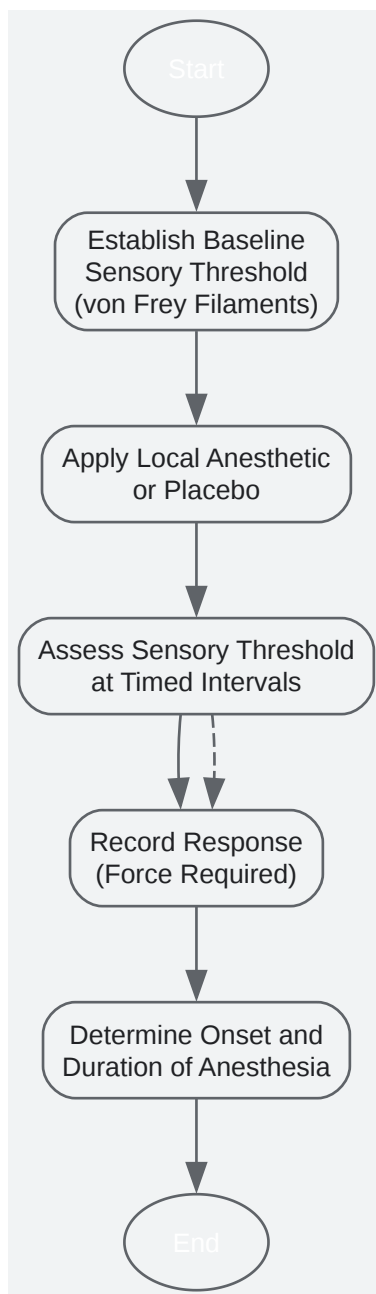 Start
Establish Baseline
Sensory Threshold
(von Frey Filaments)
Apply Local Anesthetic
or Placebo
Assess Sensory Threshold
at Timed Intervals
Record Response
(Force Required)
Determine Onset and
Duration of Anesthesia
End